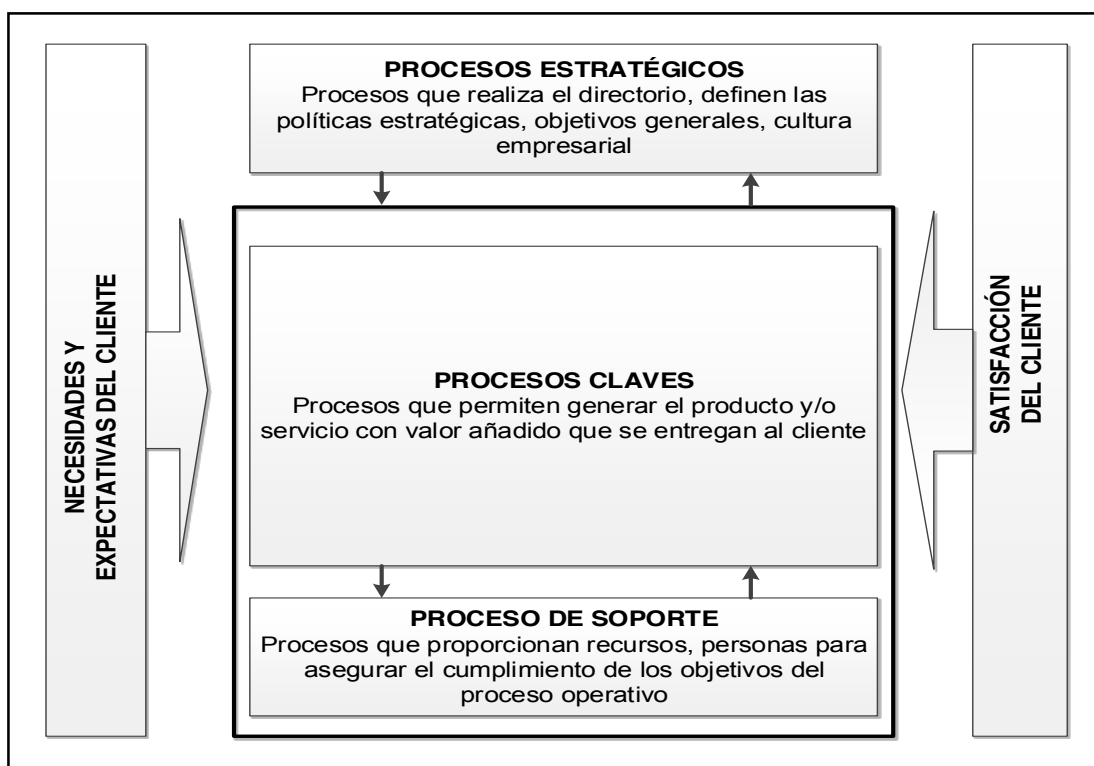 NECESIDADES Y
EXPECTATIVAS DEL CLIENTE
PROCESOS ESTRATÉGICOS
Procesos que realiza el directorio, definen las
políticas estratégicas, objetivos generales, cultura
empresarial
PROCESOS CLAVES
Procesos que permiten generar el producto y/o
servicio con valor añadido que se entregan al cliente
PROCESO DE SOPORTE
Procesos que proporcionan recursos, personas para
asegurar el cumplimiento de los objetivos del
proceso operativo
SATISFACCIÓN
DEL CLIENTE